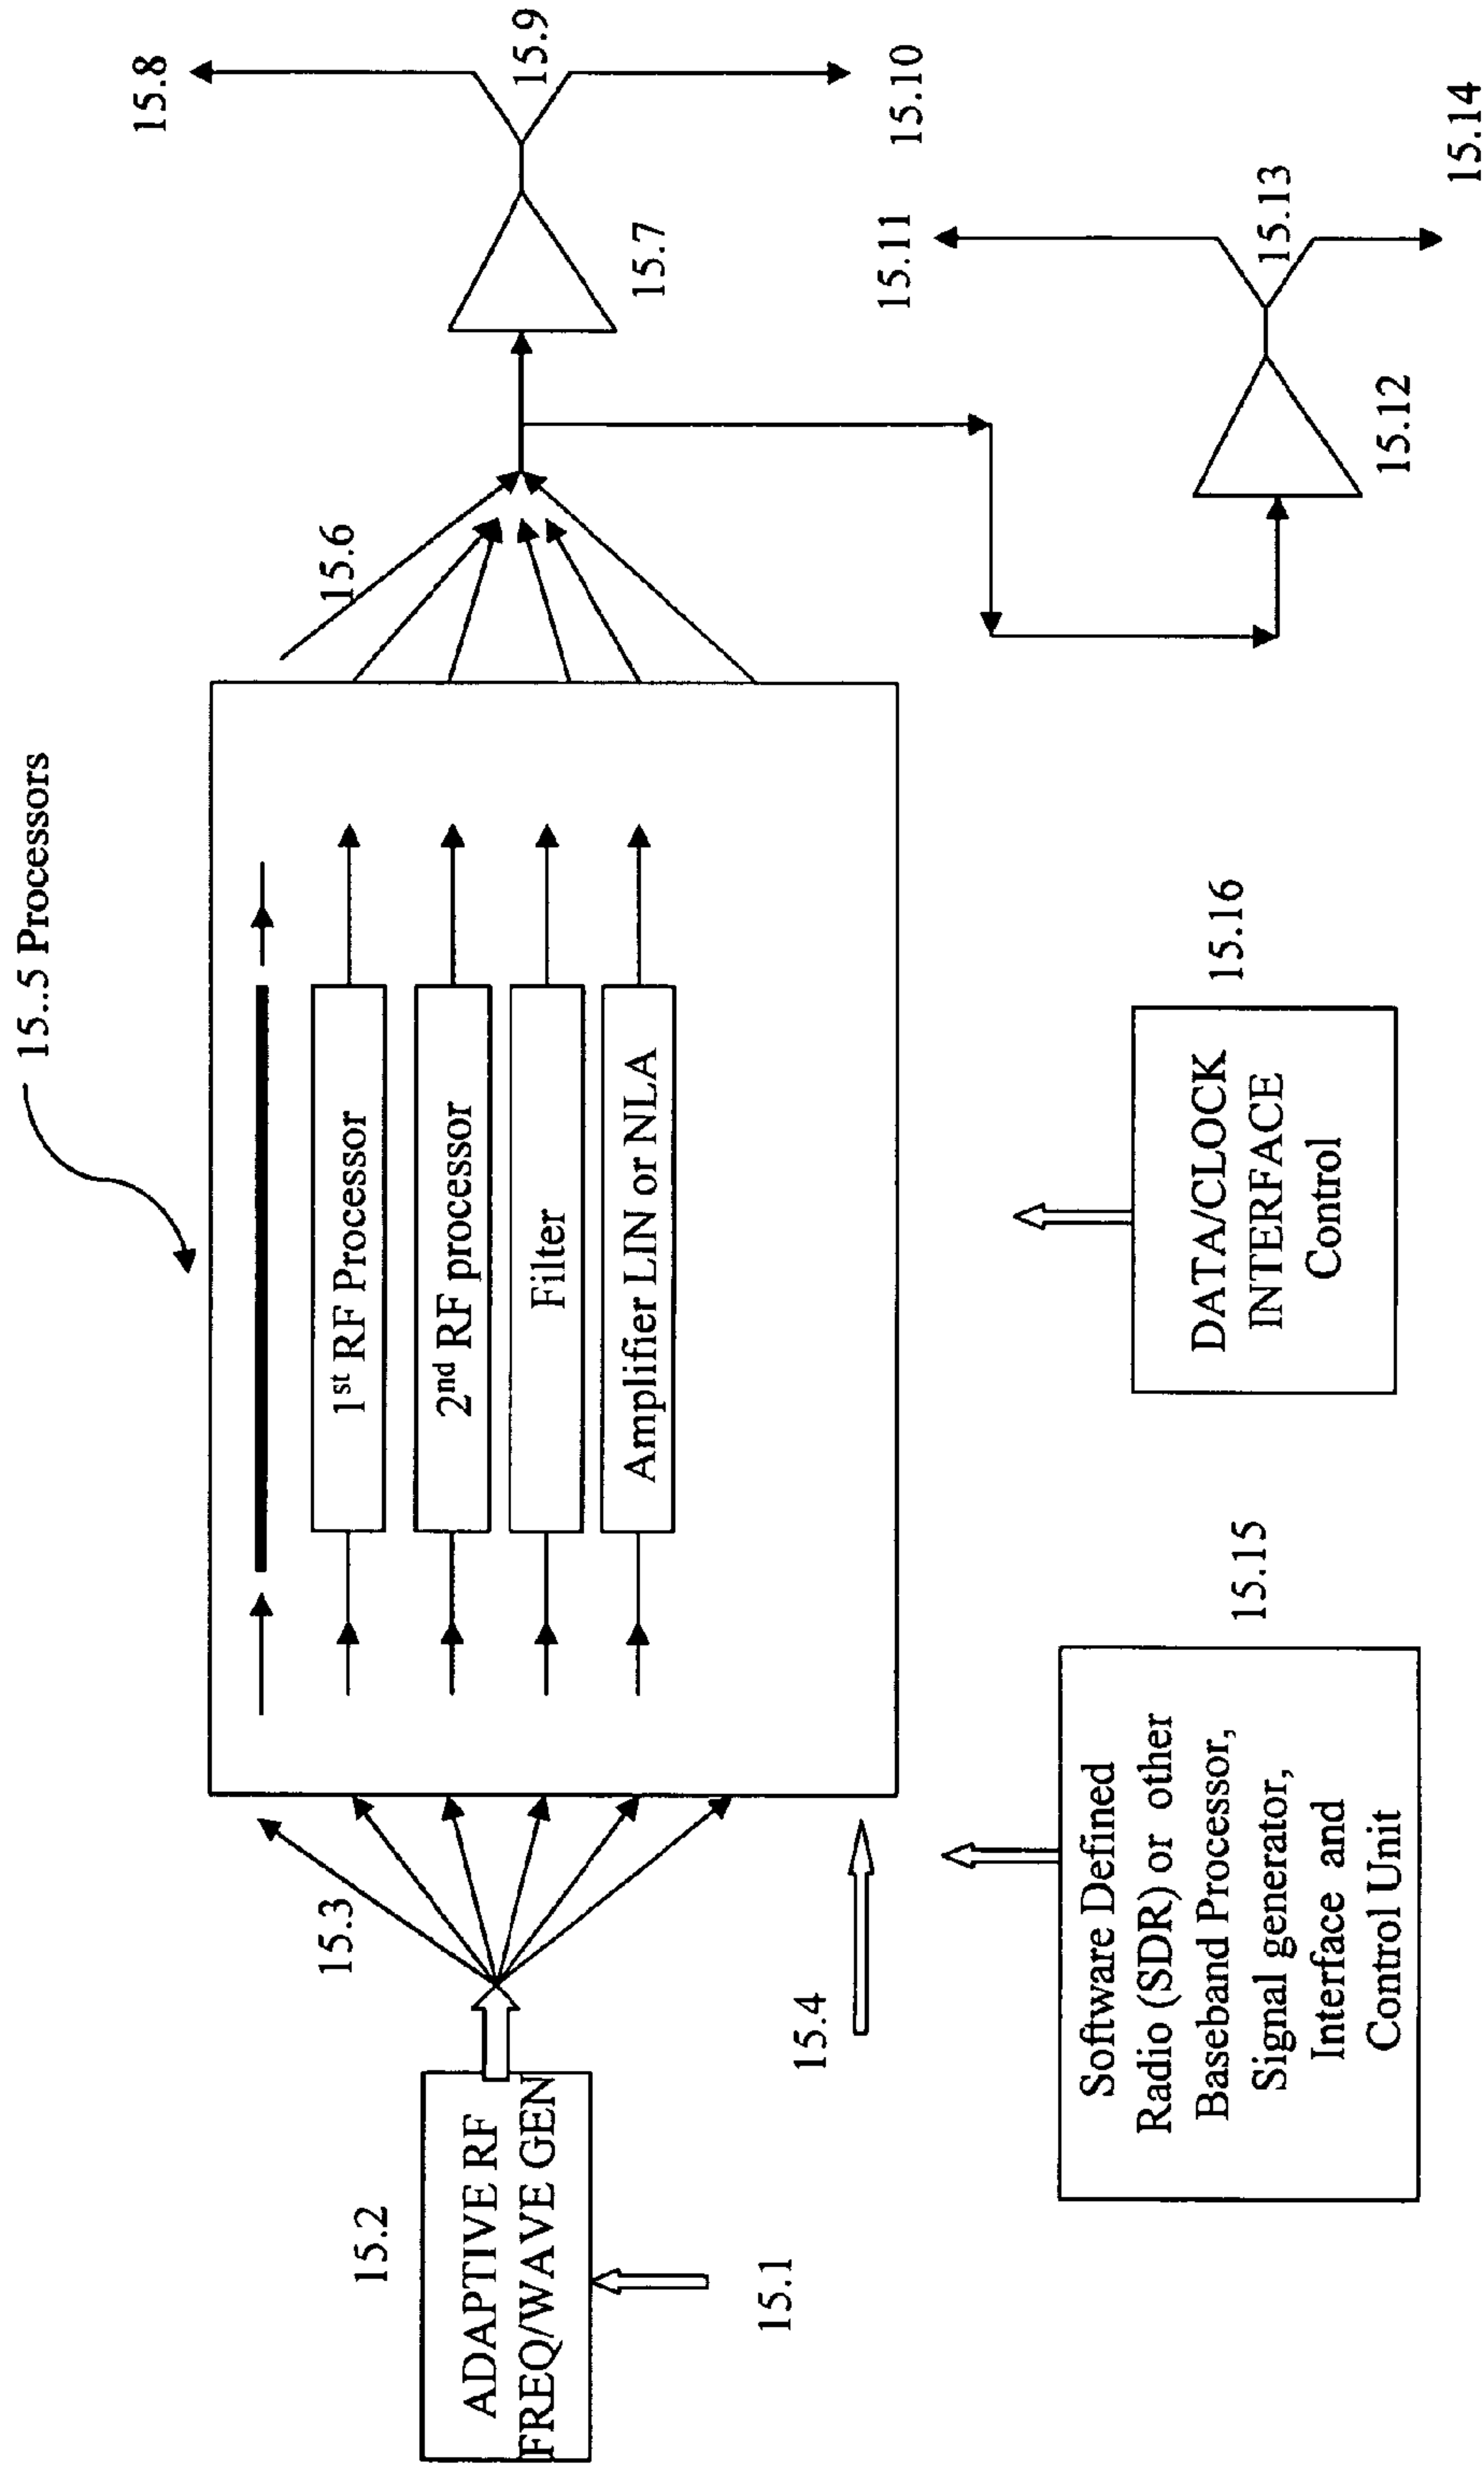 15..5 Processors
15.8
15.9
15.10
15.6
15.7
15.11
15.13
15.14
15.12
1st RF Processor
2nd RF processor
Filter
Amplifier LIN or NLA
15.3
15.2
ADAPTIVE RF
FREQ/WAVE GEN
15.1
15.4
15.15
Software Defined
Radio (SDR) or other
Baseband Processor,
Signal generator,
Interface and
Control Unit
15.16
DATA/CLOCK
INTERFACE
Control